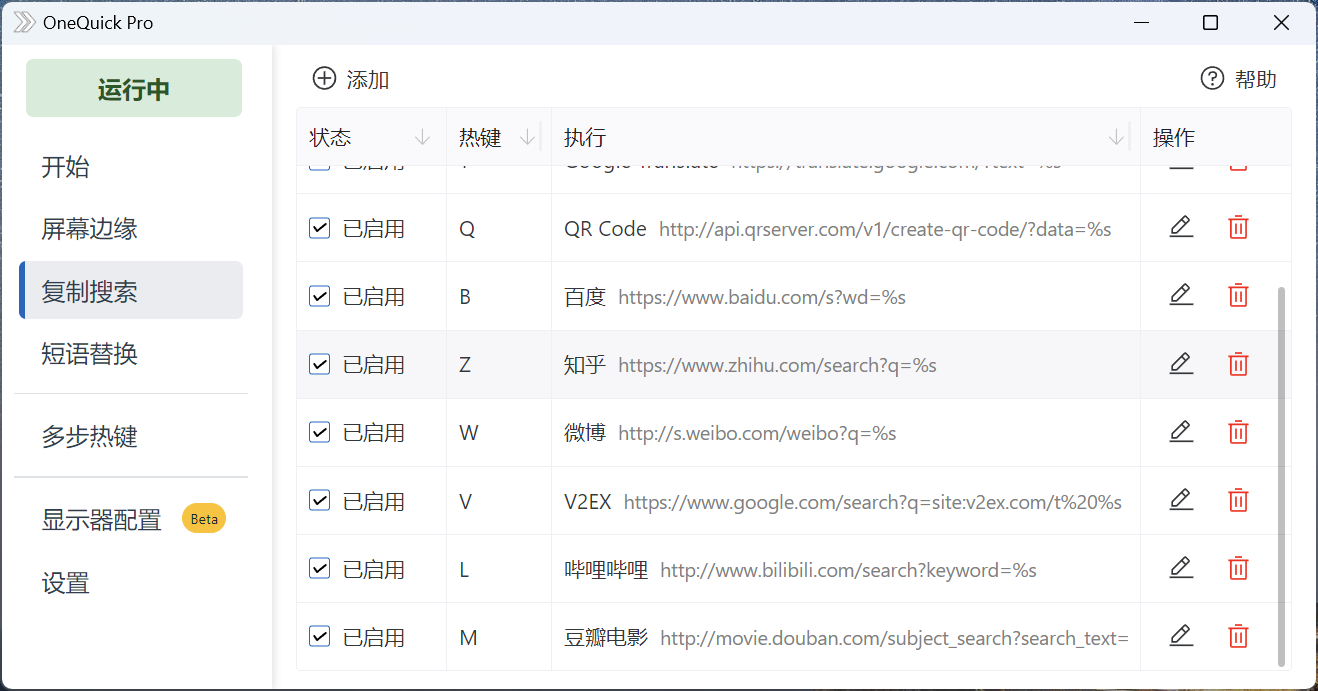 OneQuick Pro
运行中
开始
屏幕边缘
复制搜索
短语替换
多步热键
显示器配置 Beta
设置
添加
帮助
状态 热键 执行 操作
已启用 Google Translate
已启用 Q QR Code http://api.qrserver.com/v1/create-qr-code/?data=%s
已启用 B 百度 https://www.baidu.com/s?wd=%s
已启用 Z 知乎 https://www.zhihu.com/search?q=%s
已启用 W 微博 http://s.weibo.com/weibo?q=%s
已启用 V V2EX https://www.google.com/search?q=site:v2ex.com/t%20%s
已启用 L 哔哩哔哩 http://www.bilibili.com/search?keyword=%s
已启用 M 豆瓣电影 http://movie.douban.com/subject_search?search_text=